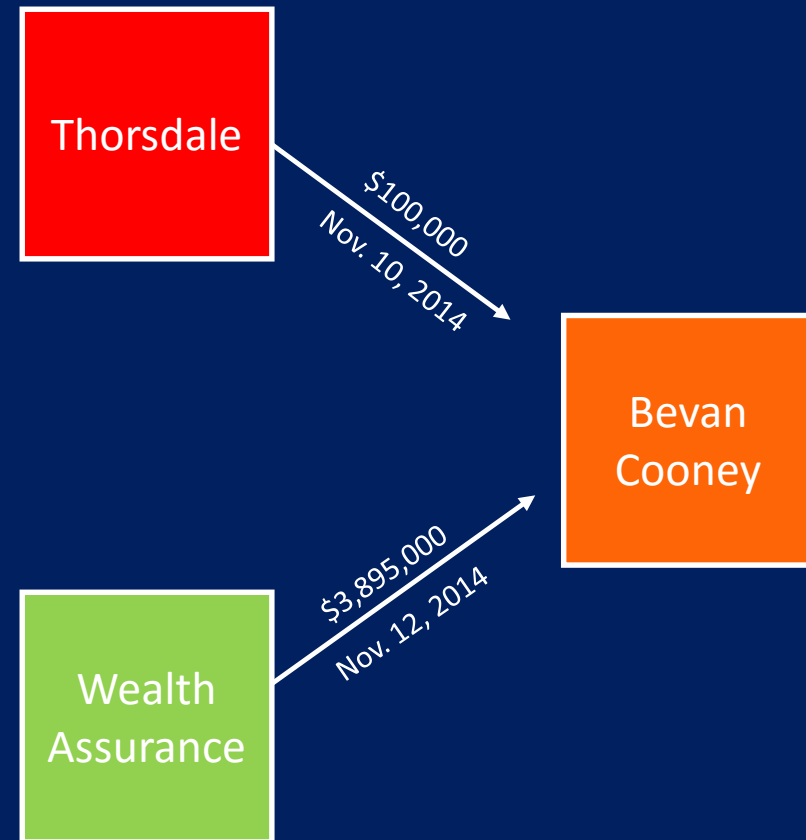 Thorsdale
$100,000
Nov. 10, 2014
Bevan
Cooney
$3,895,000
Nov. 12, 2014
Wealth
Assurance